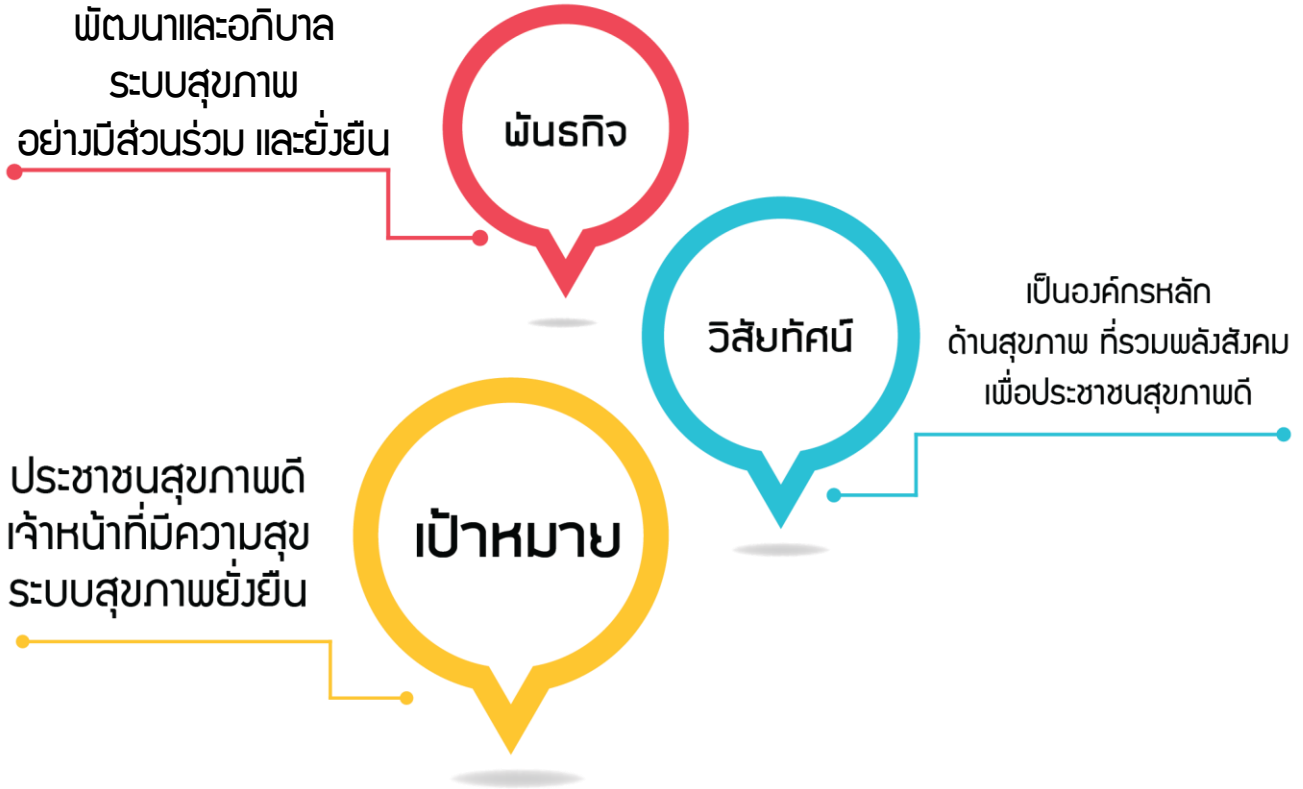 พัฒนาและอภิบาล
ระบบสุขภาพ
อย่างมีส่วนร่วม และยั่งยืน
พันธกิจ
วิสัยทัศน์
เป็นองค์กรหลัก
ด้านสุขภาพ ที่รวมพลังสังคม
เพื่อประชาชนสุขภาพดี
เป้าหมาย
ประชาชนสุขภาพดี
เจ้าหน้าที่มีความสุข
ระบบสุขภาพยั่งยืน